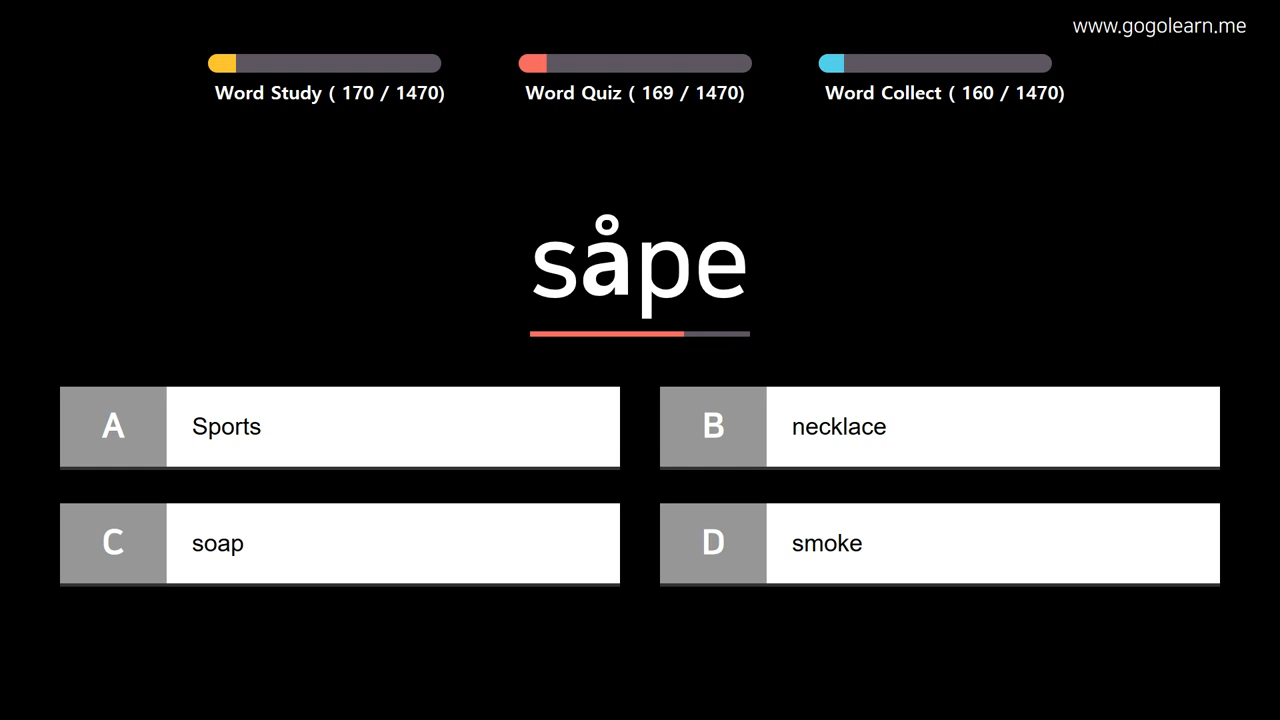 www.gogolearn.me
Word Study ( 170 / 1470)
Word Quiz ( 169 / 1470)
Word Collect ( 160 / 1470)
såpe
A
Sports
B
necklace
C
soap
D
smoke